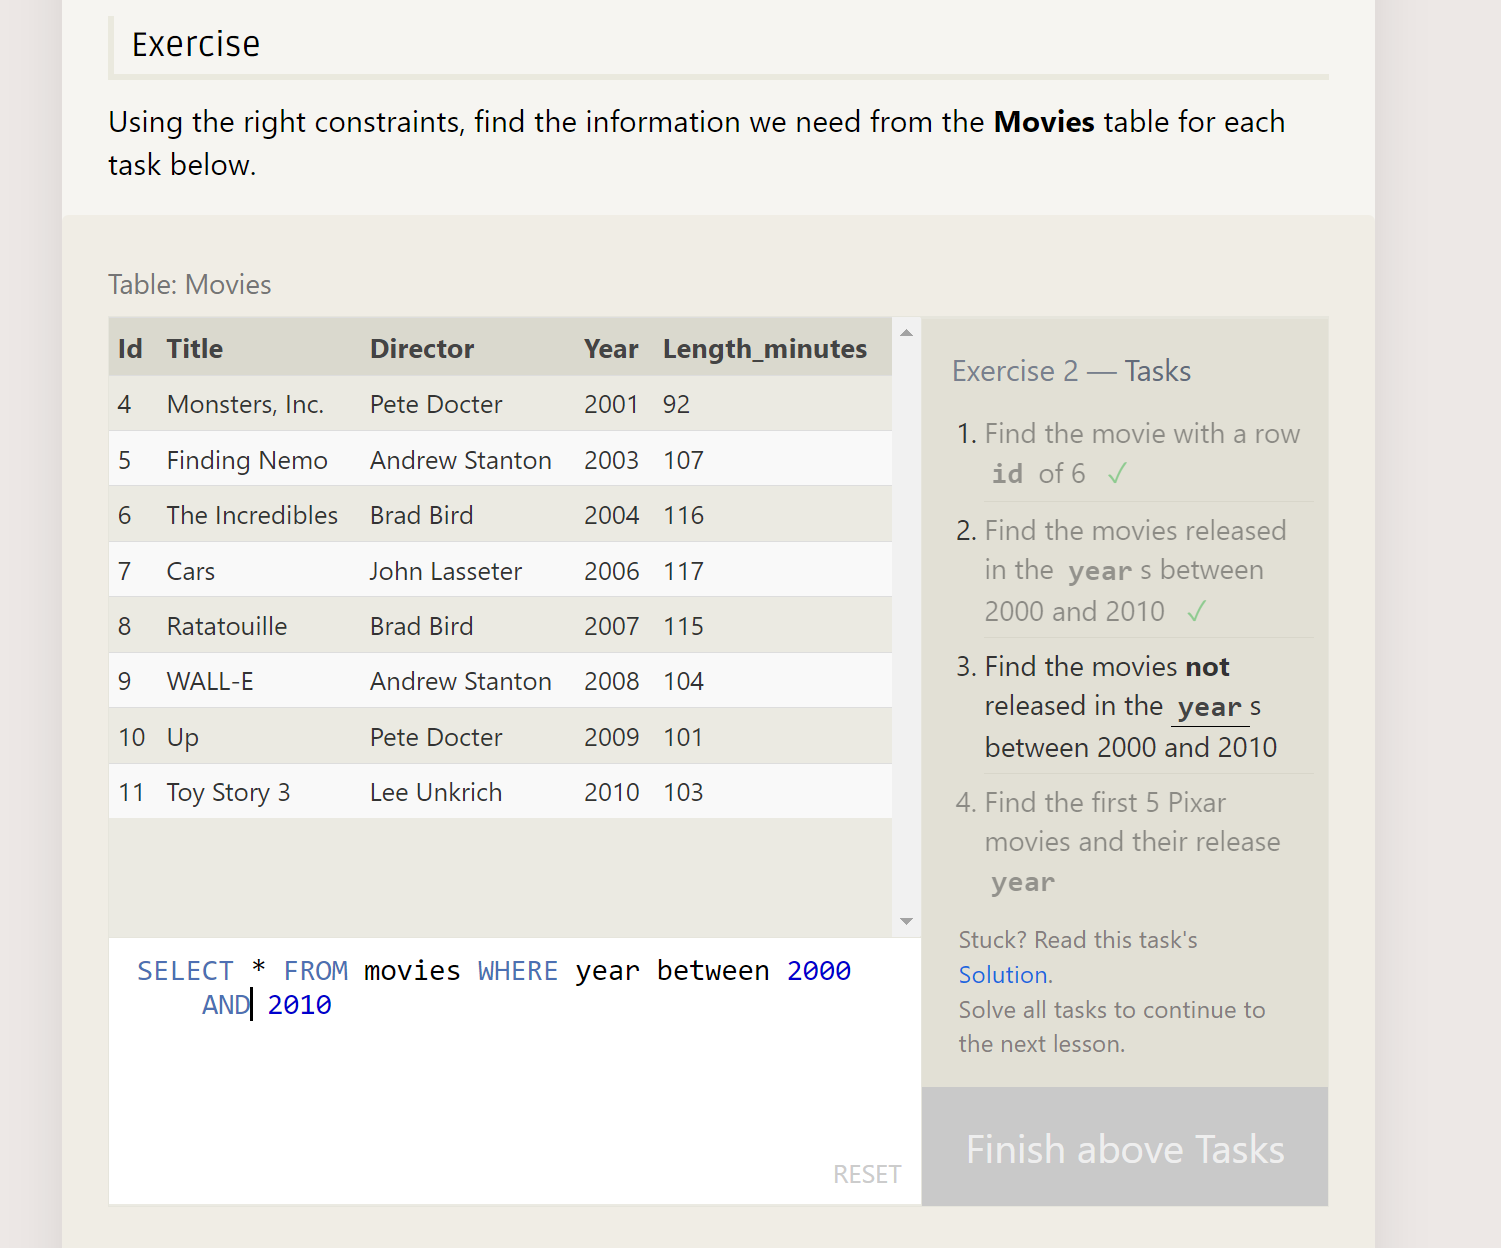 Exercise
Using the right constraints, find the information we need from the Movies table for each
task below.
Table: Movies
Id Title Director Year Length_minutes
4 Monsters, Inc. Pete Docter 2001 92
5 Finding Nemo Andrew Stanton 2003 107
6 The Incredibles Brad Bird 2004 116
7 Cars John Lasseter 2006 117
8 Ratatouille Brad Bird 2007 115
9 WALL-E Andrew Stanton 2008 104
10 Up Pete Docter 2009 101
11 Toy Story 3 Lee Unkrich 2010 103
SELECT * FROM movies WHERE year between 2000
AND 2010
RESET
Exercise 2 — Tasks
1. Find the movie with a row
id of 6 ✓
2. Find the movies released
in the year s between
2000 and 2010 ✓
3. Find the movies not
released in the year s
between 2000 and 2010
4. Find the first 5 Pixar
movies and their release
year
Stuck? Read this task's
Solution.
Solve all tasks to continue to
the next lesson.
Finish above Tasks